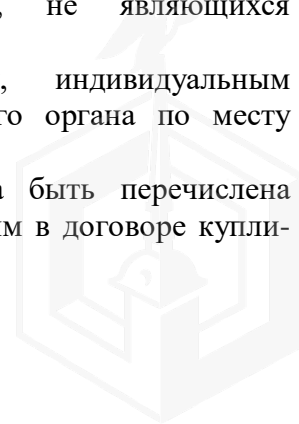 не являющихся
, индивидуальным
го органа по месту
быть перечислена
м в договоре купли-